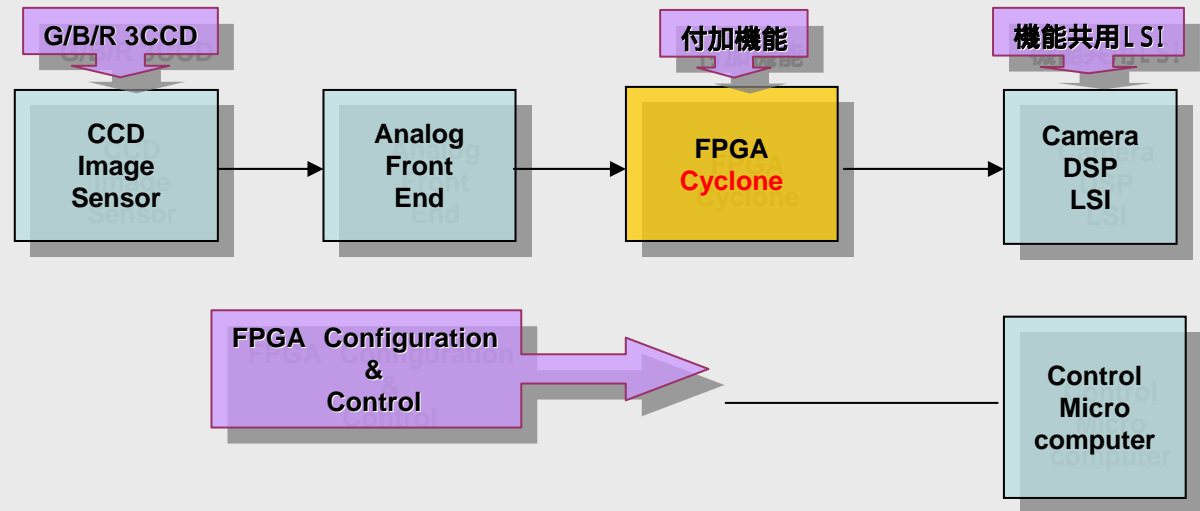 G/B/R 3CCD
付加機能
機能共用LSI
CCD
Image
Sensor
Analog
Front
End
FPGA
Cyclone
Camera
DSP
LSI
FPGA Configuration
&
Control
Control
Micro
computer